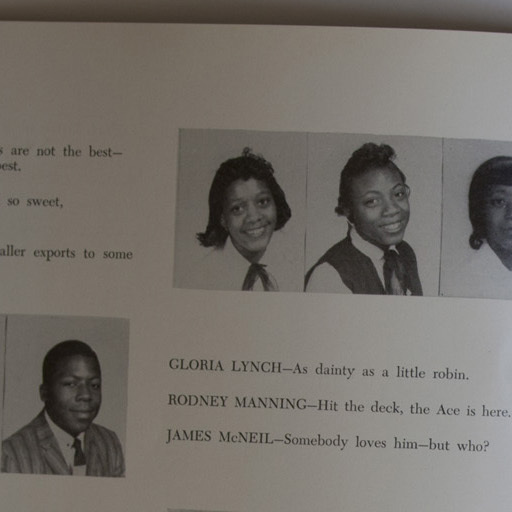 s are not the best—
est.
so sweet,
aller exports to some
GLORIA LYNCH—As dainty as a little robin.
RODNEY MANNING—Hit the deck, the Ace is here.
JAMES McNEIL—Somebody loves him—but who?